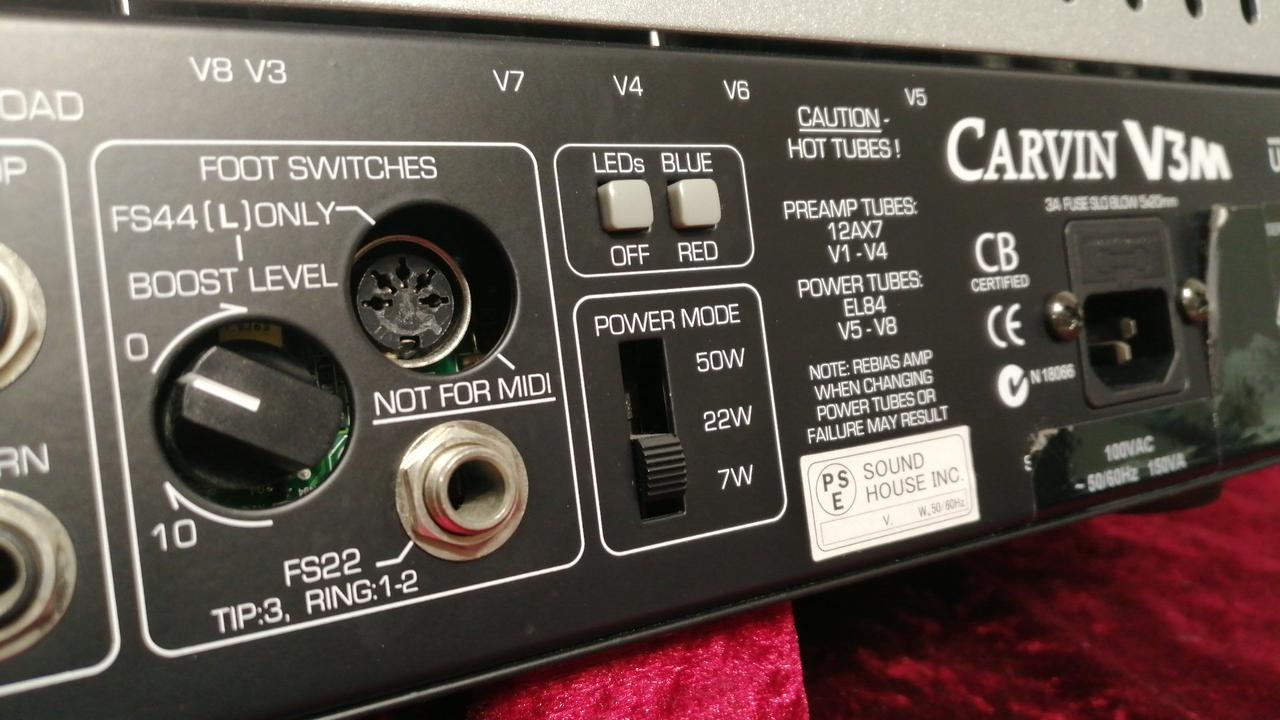 V8 V3
V7
V4
V6
V5
OAD
OP
RN
FOOT SWITCHES
FS44(L)ONLY
BOOST LEVEL
0
10
NOT FOR MIDI
FS22
TIP:3, RING:1-2
LEDs BLUE
OFF RED
POWER MODE
50W
22W
7W
CAUTION -
HOT TUBES !
PREAMP TUBES:
12AX7
V1 - V4
POWER TUBES:
EL84
V5 - V8
NOTE: REBIAS AMP
WHEN CHANGING
POWER TUBES OR
FAILURE MAY RESULT
PSE
SOUND
HOUSE INC.
V. W. 50/60Hz
CARVIN V3M
3A FUSE SLO BLOW 5x20mm
CB
CERTIFIED
CE
N18066
100VAC
~ 50/60Hz 150VA